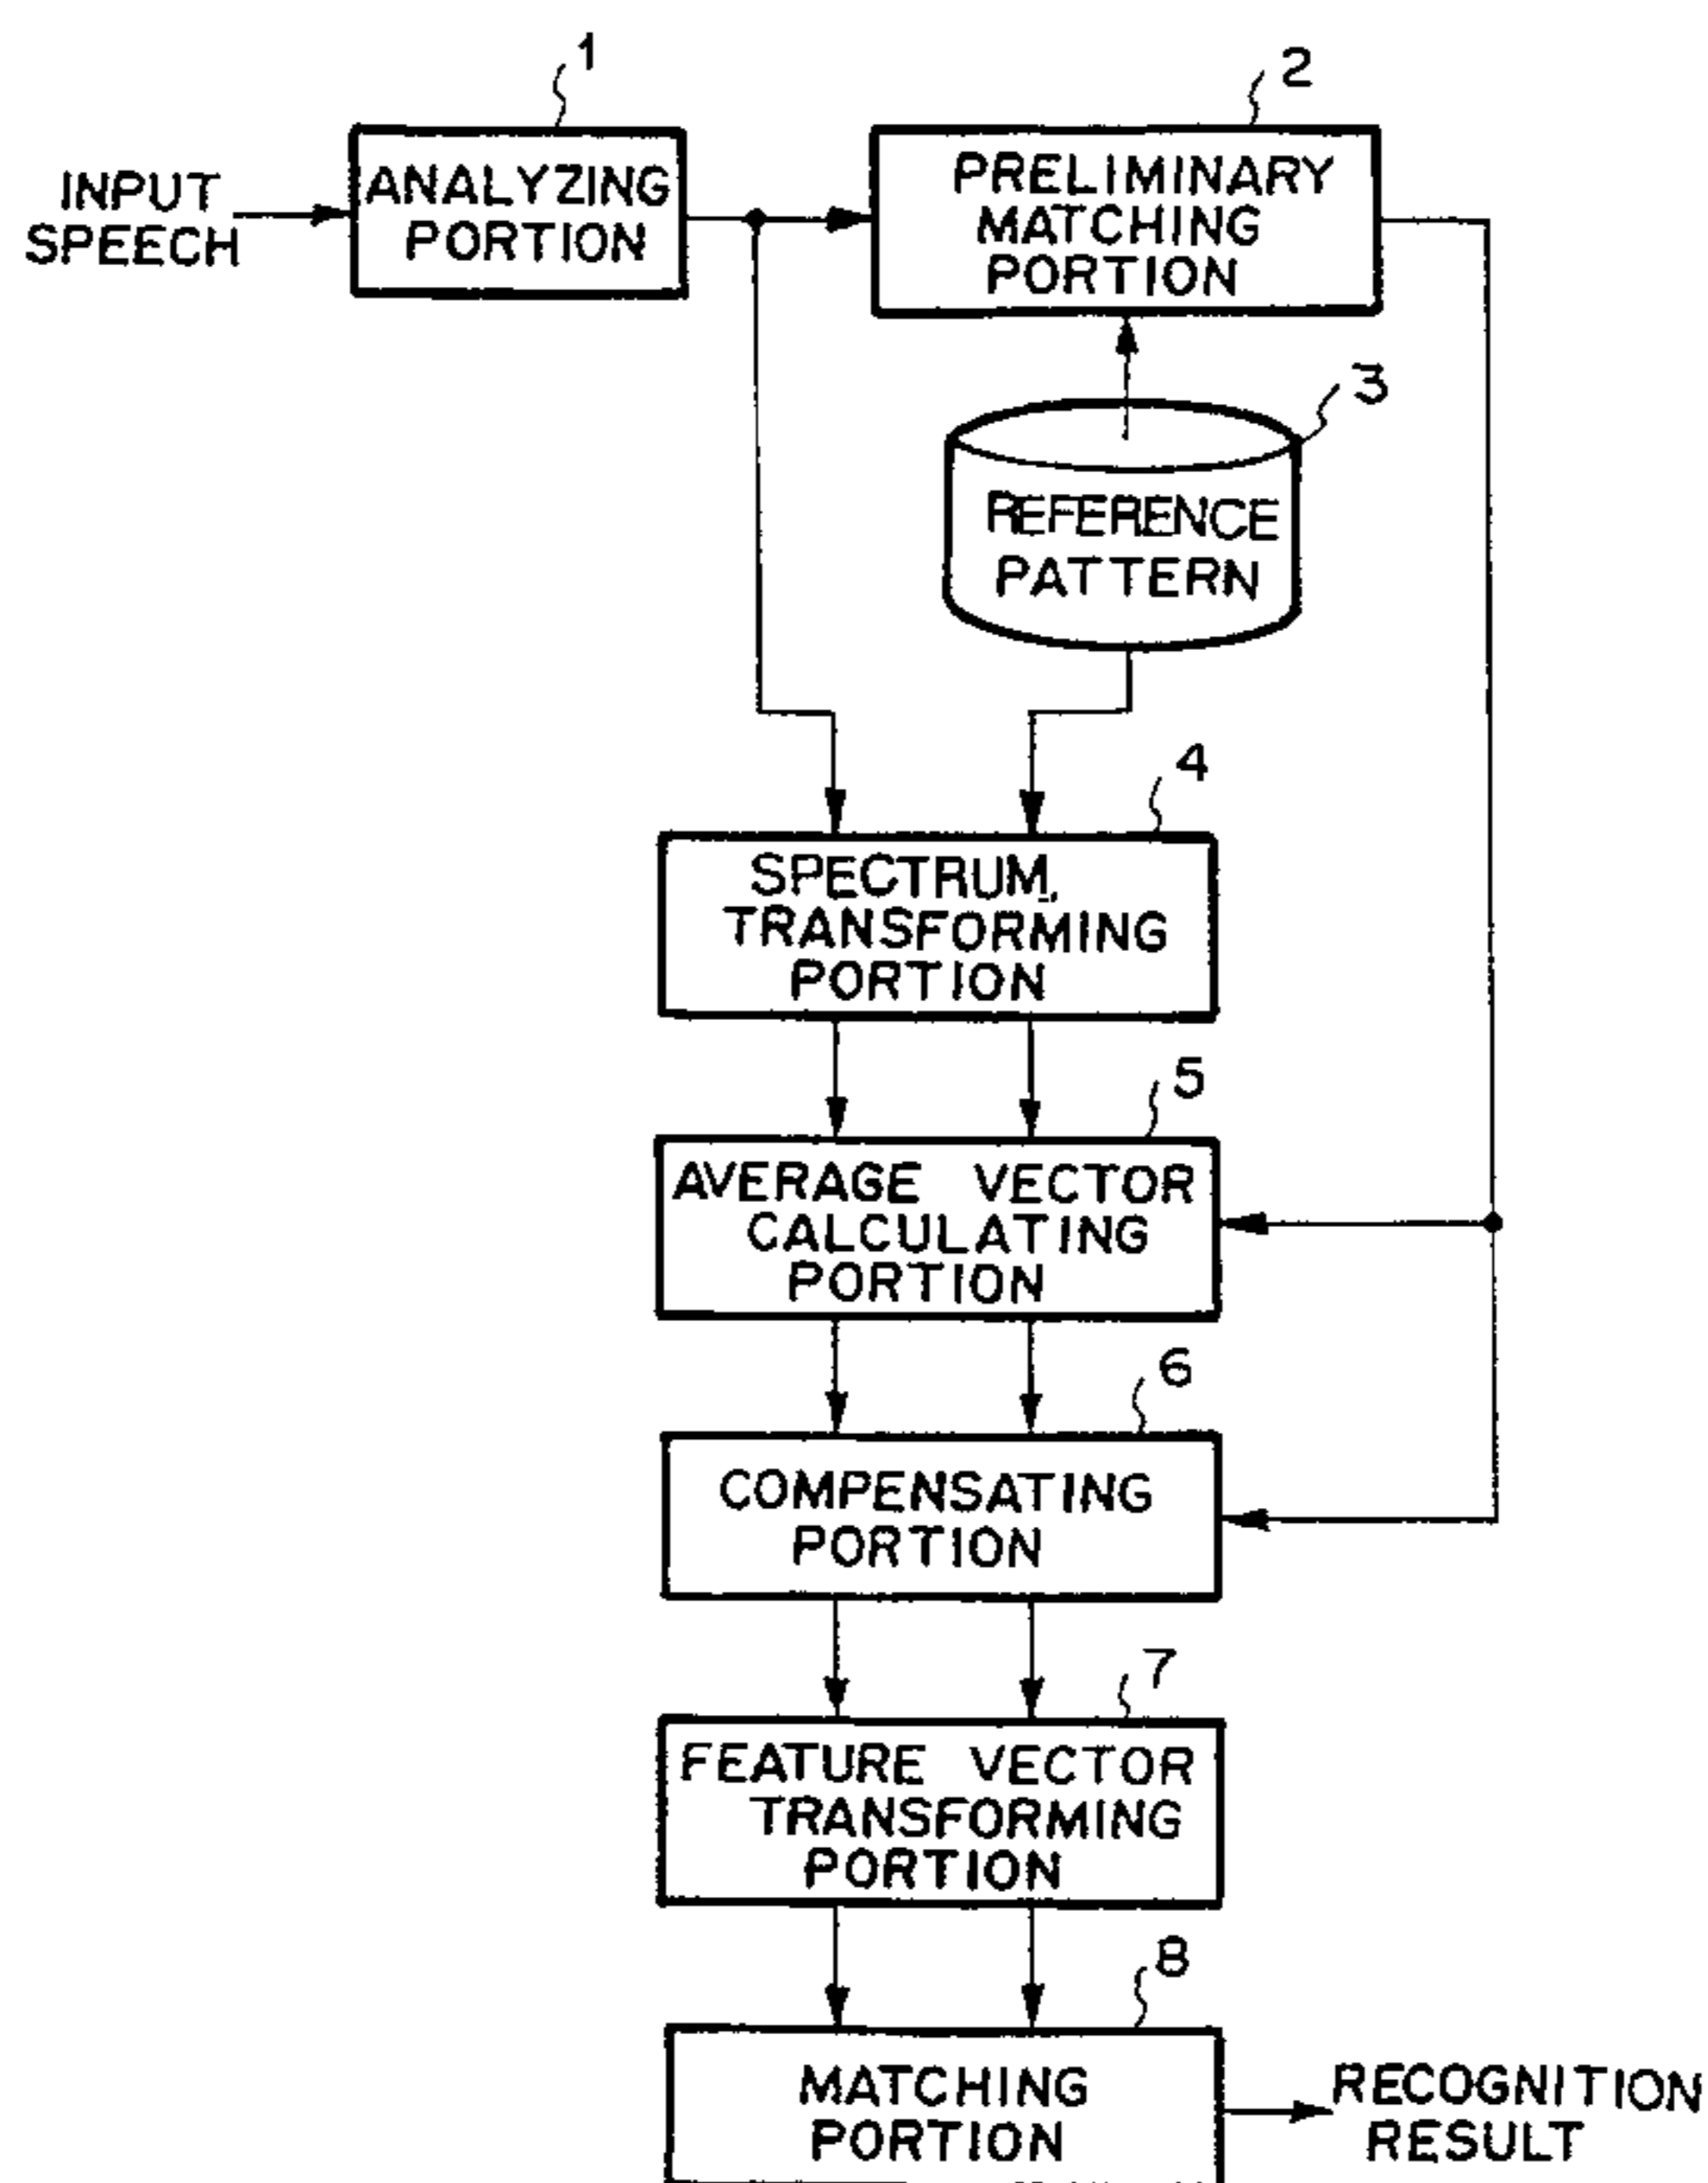 1
2
INPUT
SPEECH
ANALYZING
PORTION
PRELIMINARY
MATCHING
PORTION
3
REFERENCE
PATTERN
4
SPECTRUM
TRANSFORMING
PORTION
5
AVERAGE VECTOR
CALCULATING
PORTION
6
COMPENSATING
PORTION
7
FEATURE VECTOR
TRANSFORMING
PORTION
8
MATCHING
PORTION
RECOGNITION
RESULT